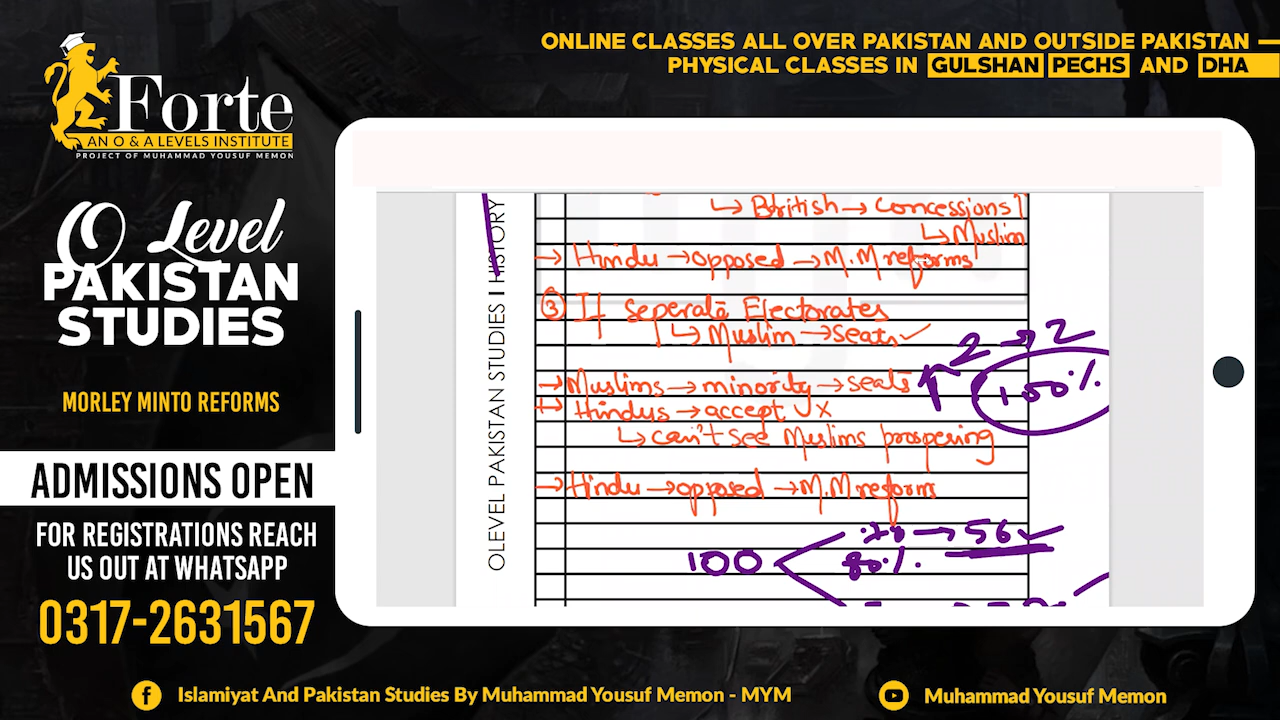 ONLINE CLASSES ALL OVER PAKISTAN AND OUTSIDE PAKISTAN
PHYSICAL CLASSES IN GULSHAN PECHS AND DHA
Forte
AN O & A LEVELS INSTITUTE
PROJECT OF MUHAMMAD YOUSUF MEMON
O Level
PAKISTAN
STUDIES
MORLEY MINTO REFORMS
ADMISSIONS OPEN
FOR REGISTRATIONS REACH
US OUT AT WHATSAPP
0317-2631567
OLEVEL PAKISTAN STUDIES I HISTORY
↳ British → Concessions↑
↳ Muslim
→ Hindu → opposed → M.M reforms
③ If seperate Electorates
↳ Muslim → seats ✓
2 → 2
→ Muslims → minority → seats ↑
100%
→ Hindus → accept ✓ x
↳ can't see Muslims prospering
→ Hindu → opposed → M.M reforms
→ 56 ✓
100 80%
Islamiyat And Pakistan Studies By Muhammad Yousuf Memon - MYM
Muhammad Yousuf Memon